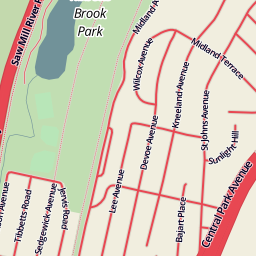 Brook
Park
Saw Mill River
Midland Avenue
Midland Terrace
Wilcox Avenue
Kneeland Avenue
St Johns Avenue
Sunlight Hill
Devoe Avenue
Lee Avenue
Central Park Avenue
Bajart Place
Jervis Road
Sedgewick Avenue
Tibbetts Road